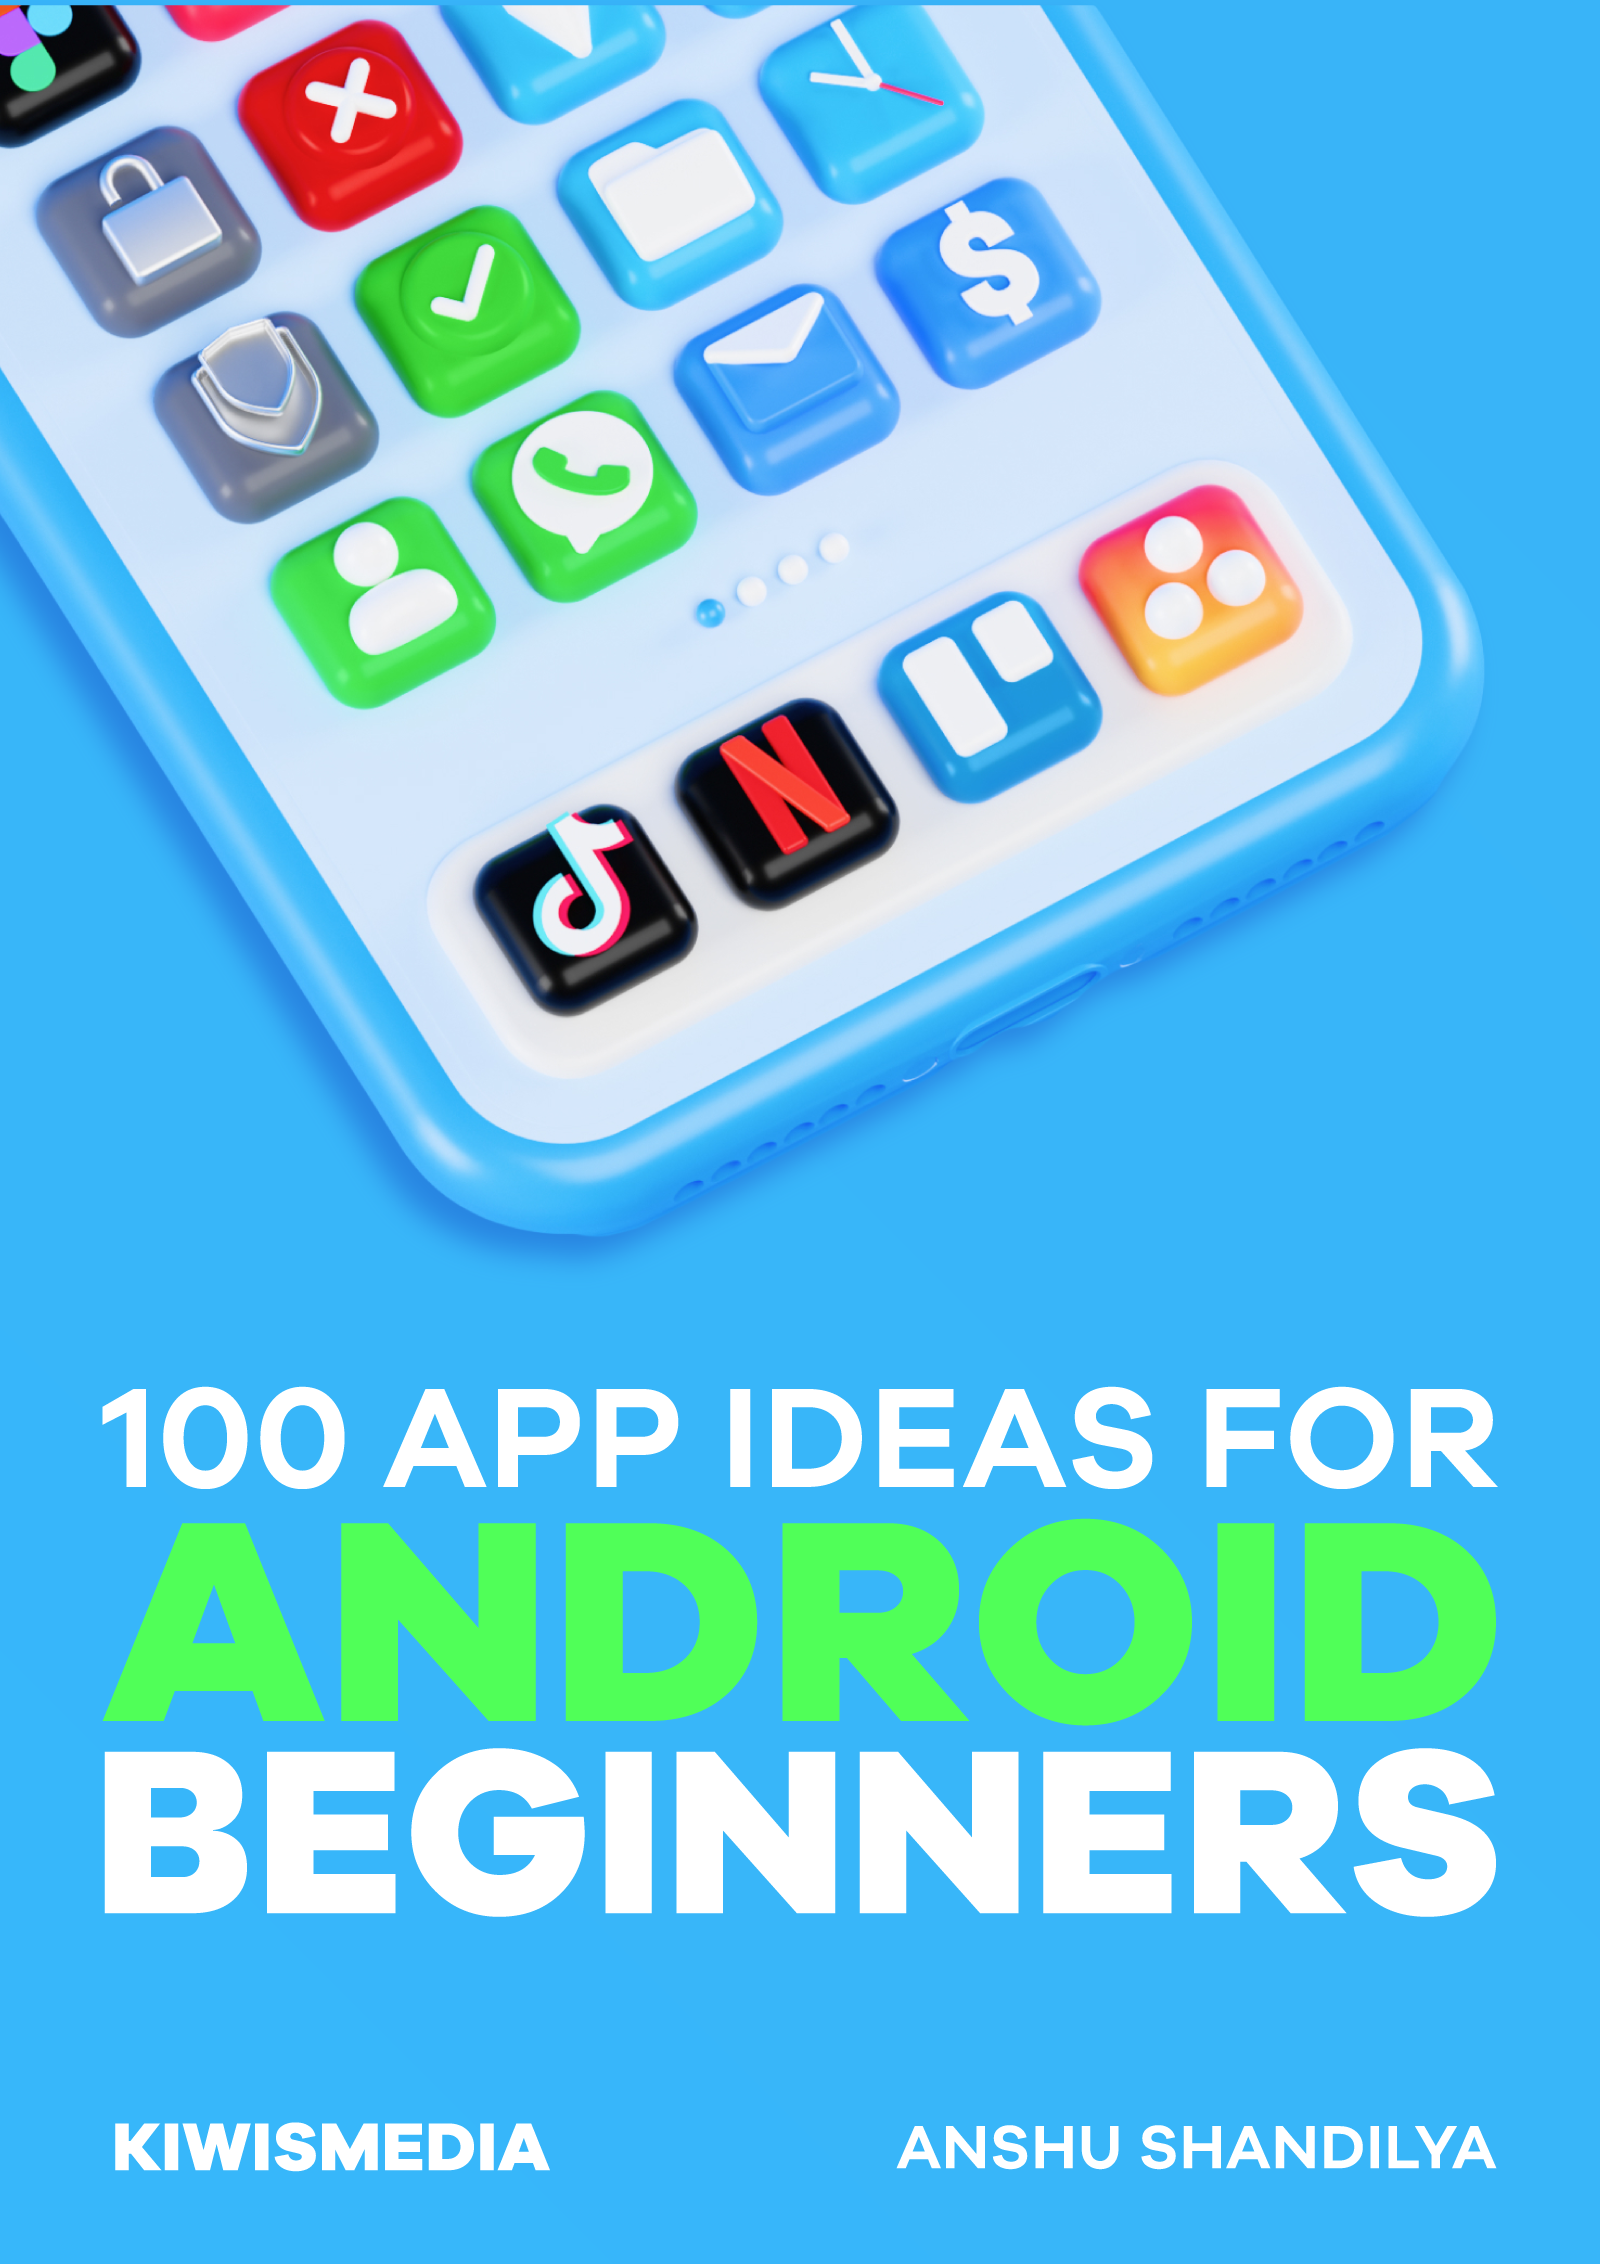 100 APP IDEAS FOR
ANDROID
BEGINNERS
KIWISMEDIA
ANSHU SHANDILYA